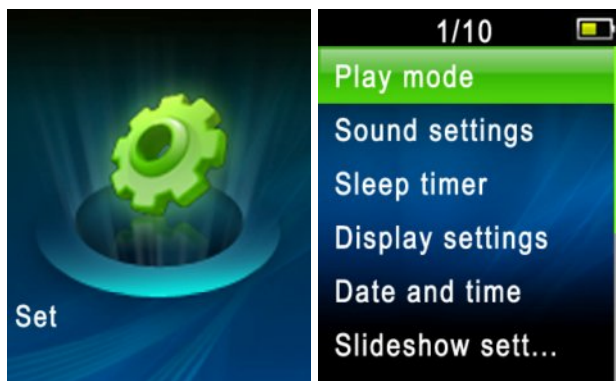 Set
1/10
Play mode
Sound settings
Sleep timer
Display settings
Date and time
Slideshow sett...